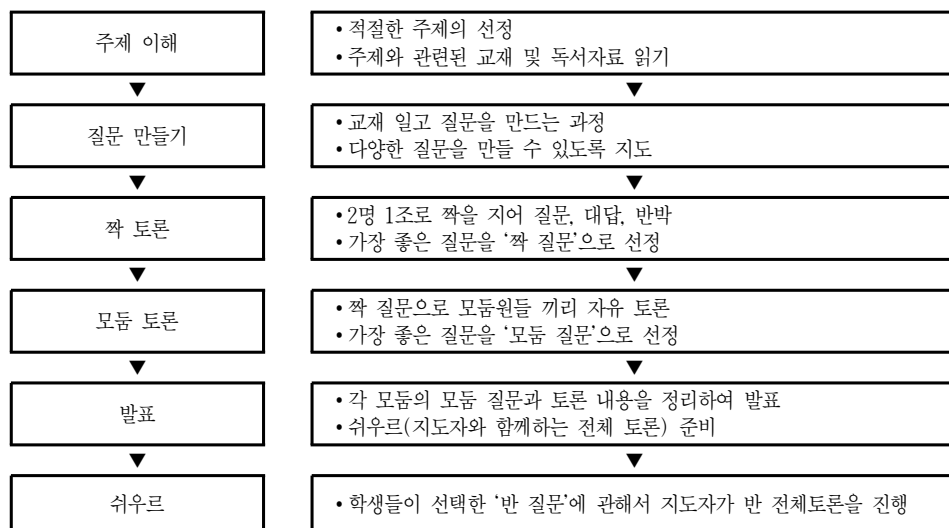 주제 이해
• 적절한 주제의 선정
• 주제와 관련된 교재 및 독서자료 읽기
▼ ▼
질문 만들기
• 교재 일고 질문을 만드는 과정
• 다양한 질문을 만들 수 있도록 지도
▼ ▼
짝 토론
• 2명 1조로 짝을 지어 질문, 대답, 반박
• 가장 좋은 질문을 ‘짝 질문’으로 선정
▼ ▼
모둠 토론
• 짝 질문으로 모둠원들 끼리 자유 토론
• 가장 좋은 질문을 ‘모둠 질문’으로 선정
▼ ▼
발표
• 각 모둠의 모둠 질문과 토론 내용을 정리하여 발표
• 쉬우르(지도자와 함께하는 전체 토론) 준비
▼ ▼
쉬우르
• 학생들이 선택한 ‘반 질문’에 관해서 지도자가 반 전체토론을 진행